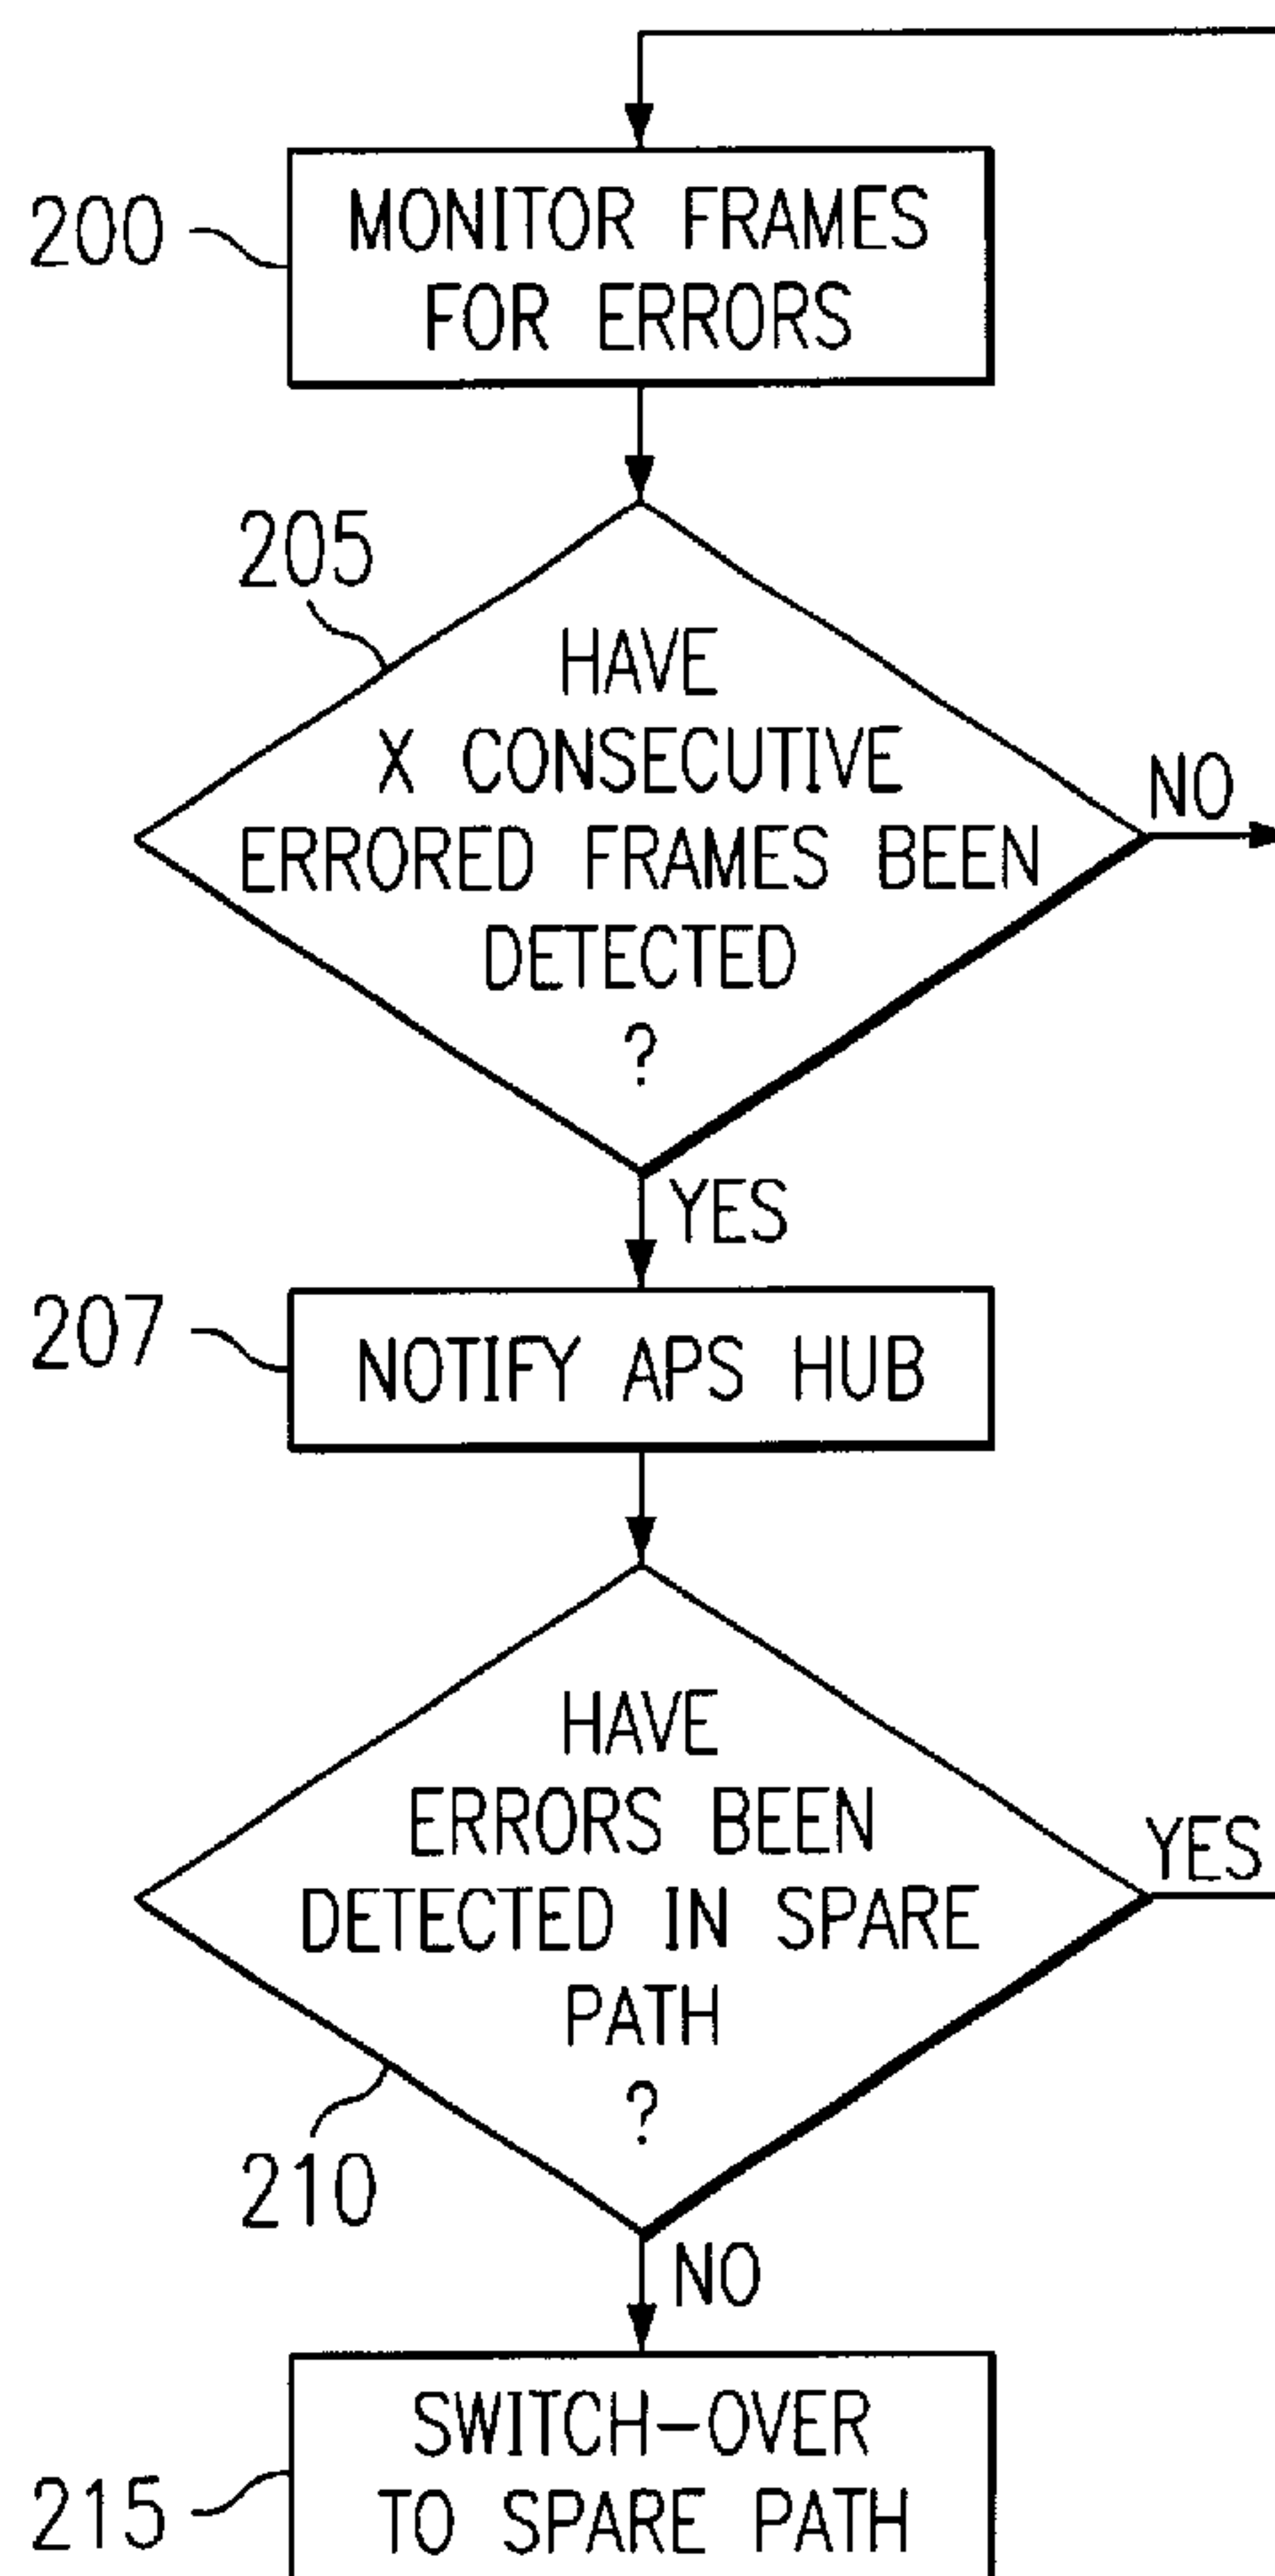 200
MONITOR FRAMES
FOR ERRORS
205
HAVE
X CONSECUTIVE
ERRORED FRAMES BEEN
DETECTED
?
NO
YES
207
NOTIFY APS HUB
HAVE
ERRORS BEEN
DETECTED IN SPARE
PATH
?
YES
210
NO
215
SWITCH-OVER
TO SPARE PATH